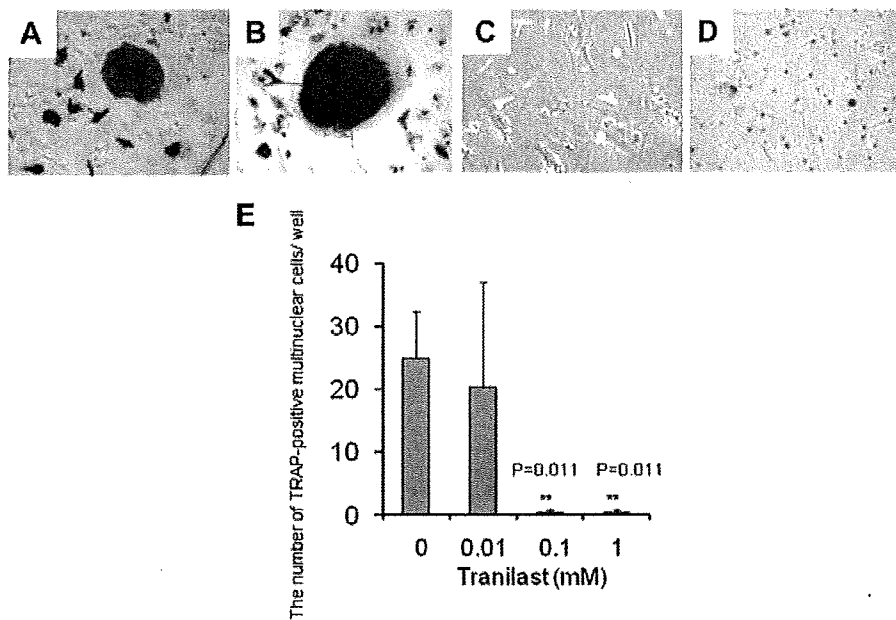 A
B
C
D
E
The number of TRAP-positive multinuclear cells/ well
40
30
20
10
0
P=0.011 P=0.011
** **
0 0.01 0.1 1
Tranilast (mM)